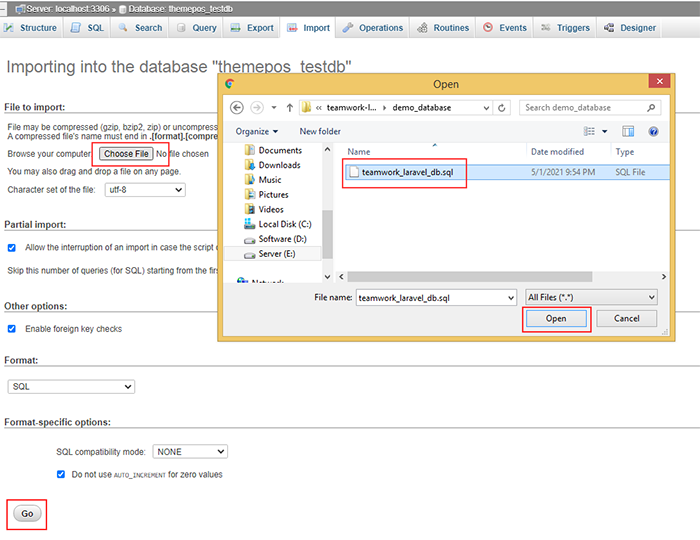 Server: localhost:3306 » Database: themepos_testdb
Structure SQL Search Query Export Import Operations Routines Events Triggers Designer
Importing into the database "themepos_testdb"
File to import:
File may be compressed (gzip, bzip2, zip) or uncompress
A compressed file's name must end in .[format].[compre
Browse your computer: Choose File No file chosen
You may also drag and drop a file on any page.
Character set of the file: utf-8
Partial import:
Allow the interruption of an import in case the script
Skip this number of queries (for SQL) starting from the firs
Other options:
Enable foreign key checks
Format:
SQL
Format-specific options:
SQL compatibility mode: NONE
Do not use AUTO_INCREMENT for zero values
Go
Open
« teamwork-l... demo_database Search demo_database
Organize New folder
Name Date modified Type
teamwork_laravel_db.sql 5/1/2021 9:54 PM SQL File
Documents
Downloads
Music
Pictures
Videos
Local Disk (C:)
Software (D:)
Server (E:)
Network
File name: teamwork_laravel_db.sql All Files (*.*)
Open Cancel